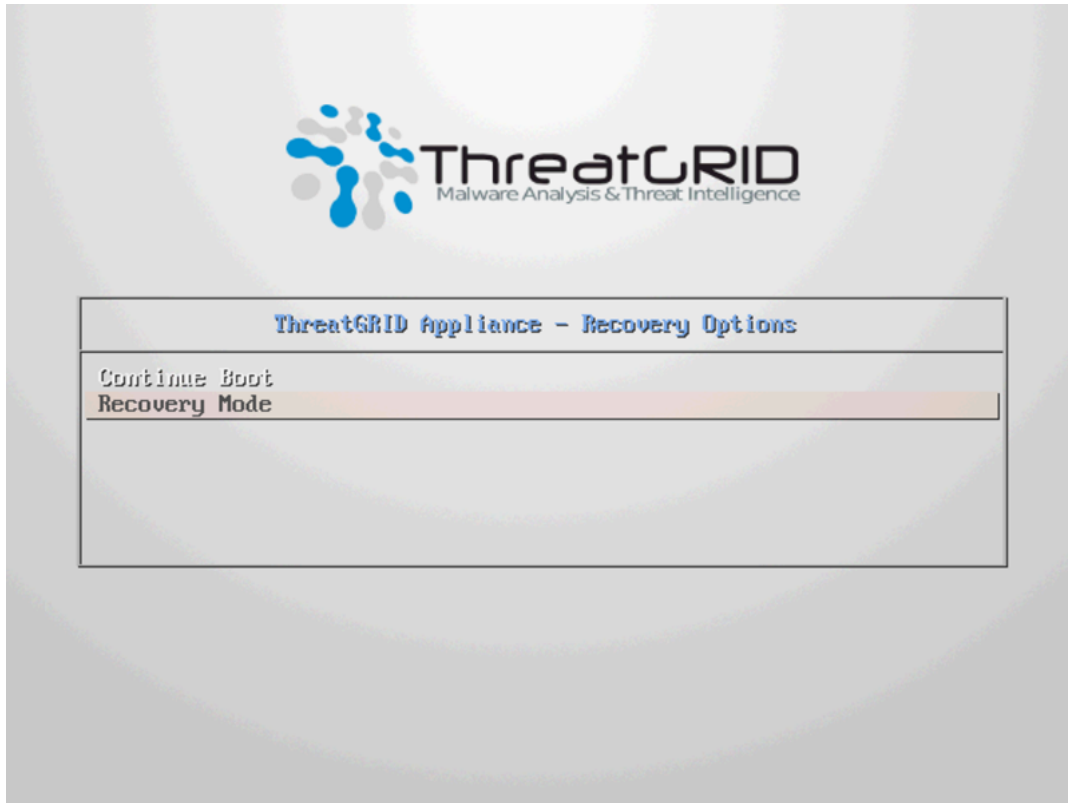 ThreatGRID
Malware Analysis & Threat Intelligence
ThreatGRID Appliance - Recovery Options
Continue Boot
Recovery Mode